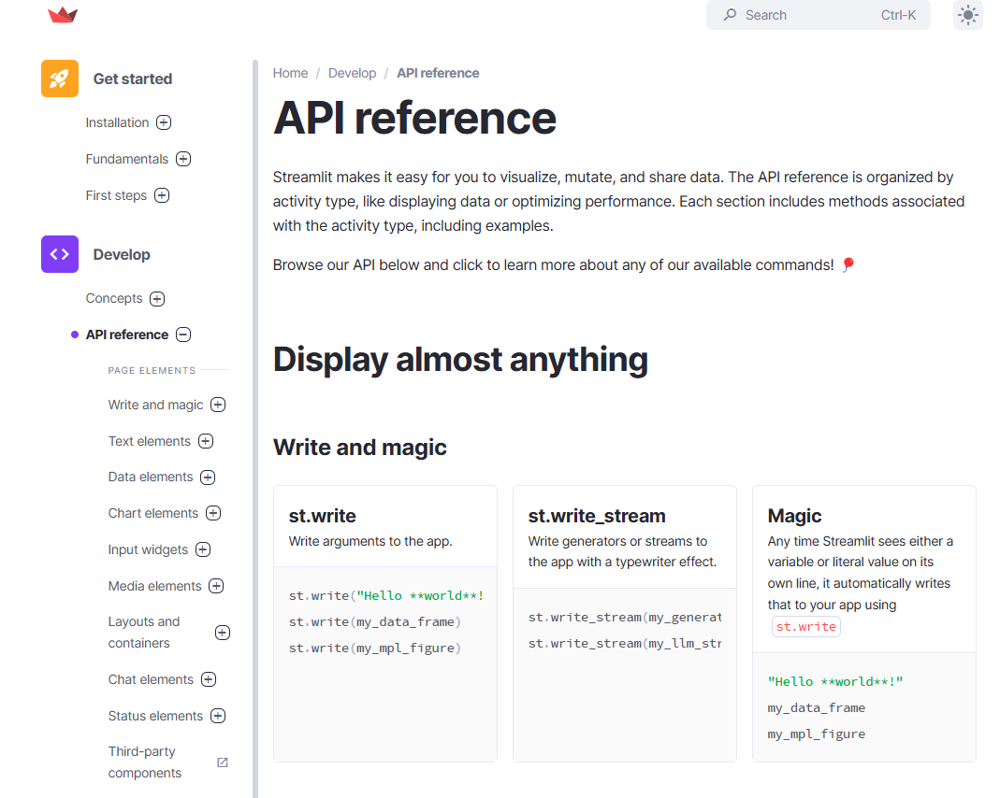 Search Ctrl-K
Get started
Installation
Fundamentals
First steps
Develop
Concepts
API reference
PAGE ELEMENTS
Write and magic
Text elements
Data elements
Chart elements
Input widgets
Media elements
Layouts and
containers
Chat elements
Status elements
Third-party
components
Home / Develop / API reference
API reference
Streamlit makes it easy for you to visualize, mutate, and share data. The API reference is organized by
activity type, like displaying data or optimizing performance. Each section includes methods associated
with the activity type, including examples.
Browse our API below and click to learn more about any of our available commands! 🎈
Display almost anything
Write and magic
st.write
Write arguments to the app.
st.write("Hello **world**!
st.write(my_data_frame)
st.write(my_mpl_figure)
st.write_stream
Write generators or streams to
the app with a typewriter effect.
st.write_stream(my_generat
st.write_stream(my_llm_str
Magic
Any time Streamlit sees either a
variable or literal value on its
own line, it automatically writes
that to your app using
st.write
"Hello **world**!"
my_data_frame
my_mpl_figure